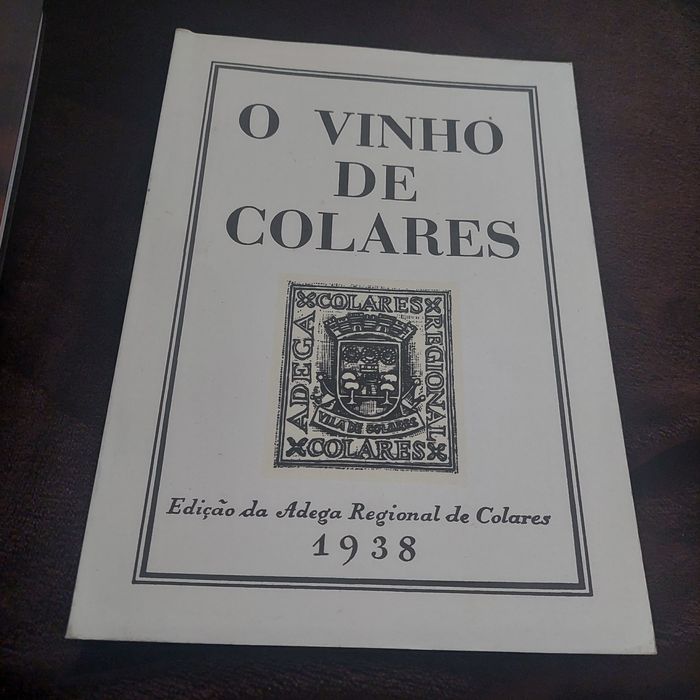 O VINHO
DE
COLARES
COLARES
ADEGA
REGIONAL
VILA DE COLARES
COLARES
Edição da Adega Regional de Colares
1938